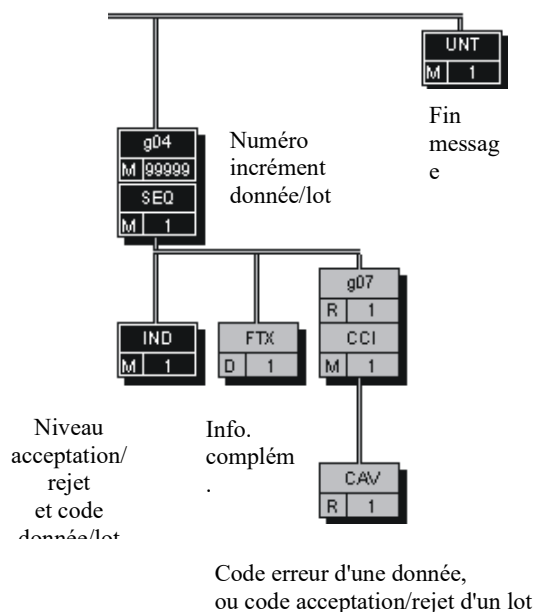 UNT
M 1
g04
M 99999
SEQ
M 1
Numéro
incrément
donnée/lot
Fin
messag
e
g07
R 1
CCI
M 1
IND
M 1
FTX
D 1
Niveau
acceptation/
rejet
et code
donnée/lot
Info.
complém
.
CAV
R 1
Code erreur d'une donnée,
ou code acceptation/rejet d'un lot